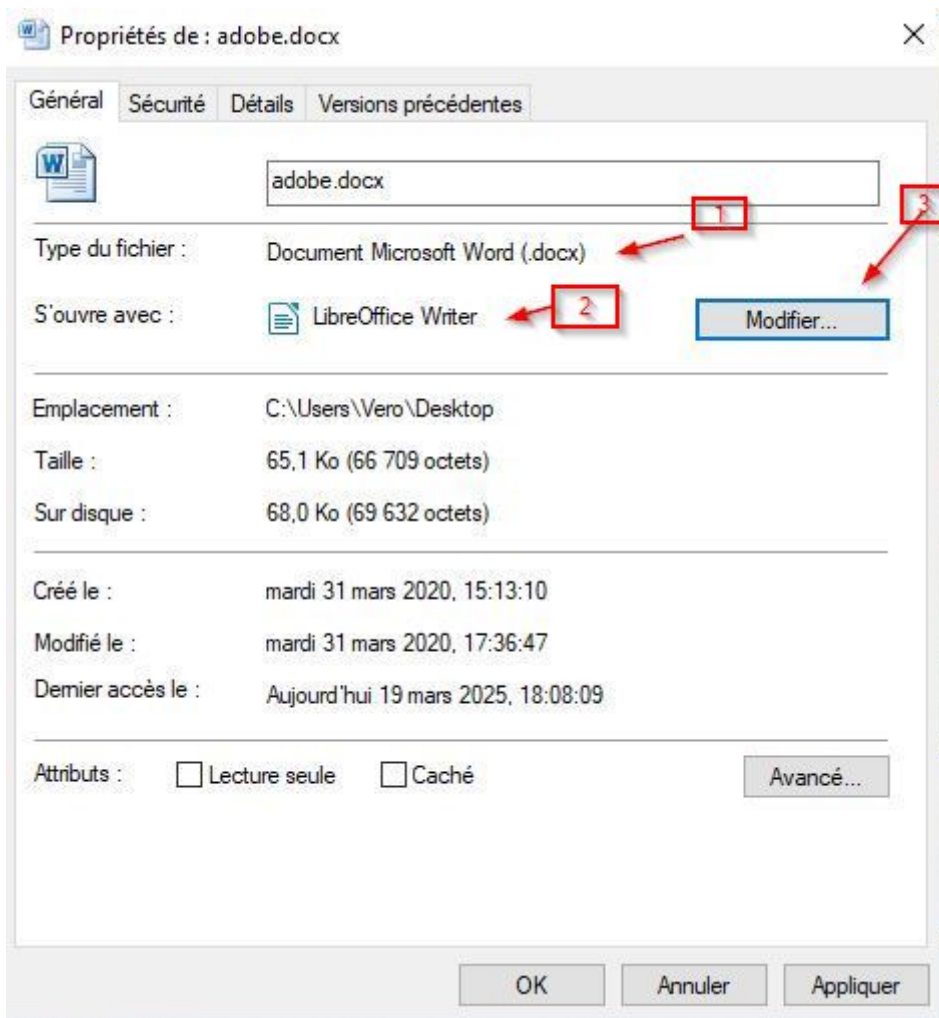 Propriétés de : adobe.docx
Général Sécurité Détails Versions précédentes
adobe.docx
1
3
Type du fichier : Document Microsoft Word (.docx)
S'ouvre avec : LibreOffice Writer 2 Modifier...
Emplacement : C:\Users\Vero\Desktop
Taille : 65,1 Ko (66 709 octets)
Sur disque : 68,0 Ko (69 632 octets)
Créé le : mardi 31 mars 2020, 15:13:10
Modifié le : mardi 31 mars 2020, 17:36:47
Dernier accès le : Aujourd'hui 19 mars 2025, 18:08:09
Attributs : Lecture seule Caché Avancé...
OK Annuler Appliquer